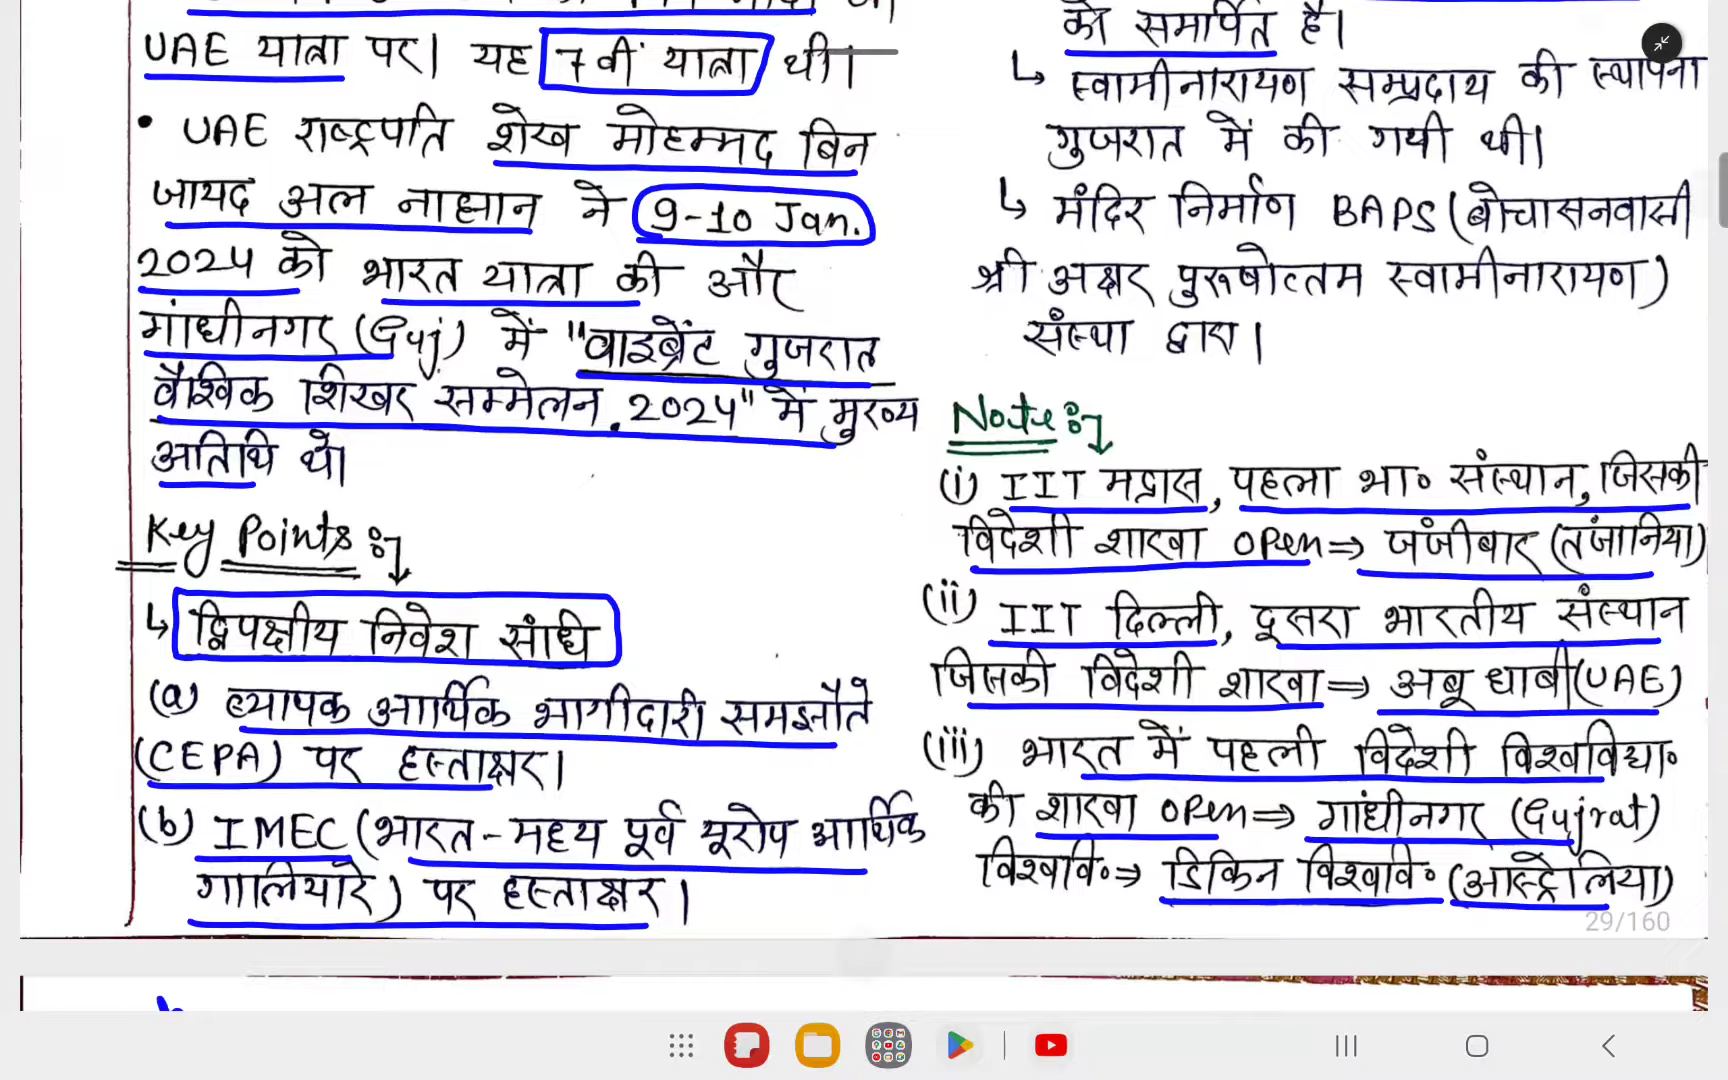 UAE यात्रा पर। यह 7वीं यात्रा थी।
• UAE राष्ट्रपति शेख मोहम्मद बिन
जायद अल नाह्यान ने 9-10 Jan.
2024 को भारत यात्रा की और
गांधीनगर (Guj) में "वाइब्रेंट गुजरात
वैश्विक शिखर सम्मेलन. 2024" में मुख्य
अतिथि थे।
Key Points :-
↳ द्विपक्षीय निवेश संधि
(a) व्यापक आर्थिक भागीदारी समझौते
(CEPA) पर हस्ताक्षर।
(b) IMEC (भारत-मध्य पूर्व यूरोप आर्थिक
गालियारे) पर हस्ताक्षर।
को समर्पित है।
↳ स्वामीनारायण सम्प्रदाय की स्थापना
गुजरात में की गयी थी।
↳ मंदिर निर्माण BAPS (बोचासनवासी
श्री अक्षर पुरुषोत्तम स्वामीनारायण)
संस्था द्वारा।
Note :-
(i) IIT मद्रास, पहला भा० संस्थान, जिसकी
विदेशी शाखा open ⇒ जंजीबार (तंजानिया)
(ii) IIT दिल्ली, दूसरा भारतीय संस्थान
जिसकी विदेशी शाखा ⇒ अबू धाबी (UAE)
(iii) भारत में पहली विदेशी विश्वविद्या०
की शाखा open ⇒ गांधीनगर (Gujrat)
विश्ववि० ⇒ डिकिन विश्ववि० (आस्ट्रेलिया)
29/160